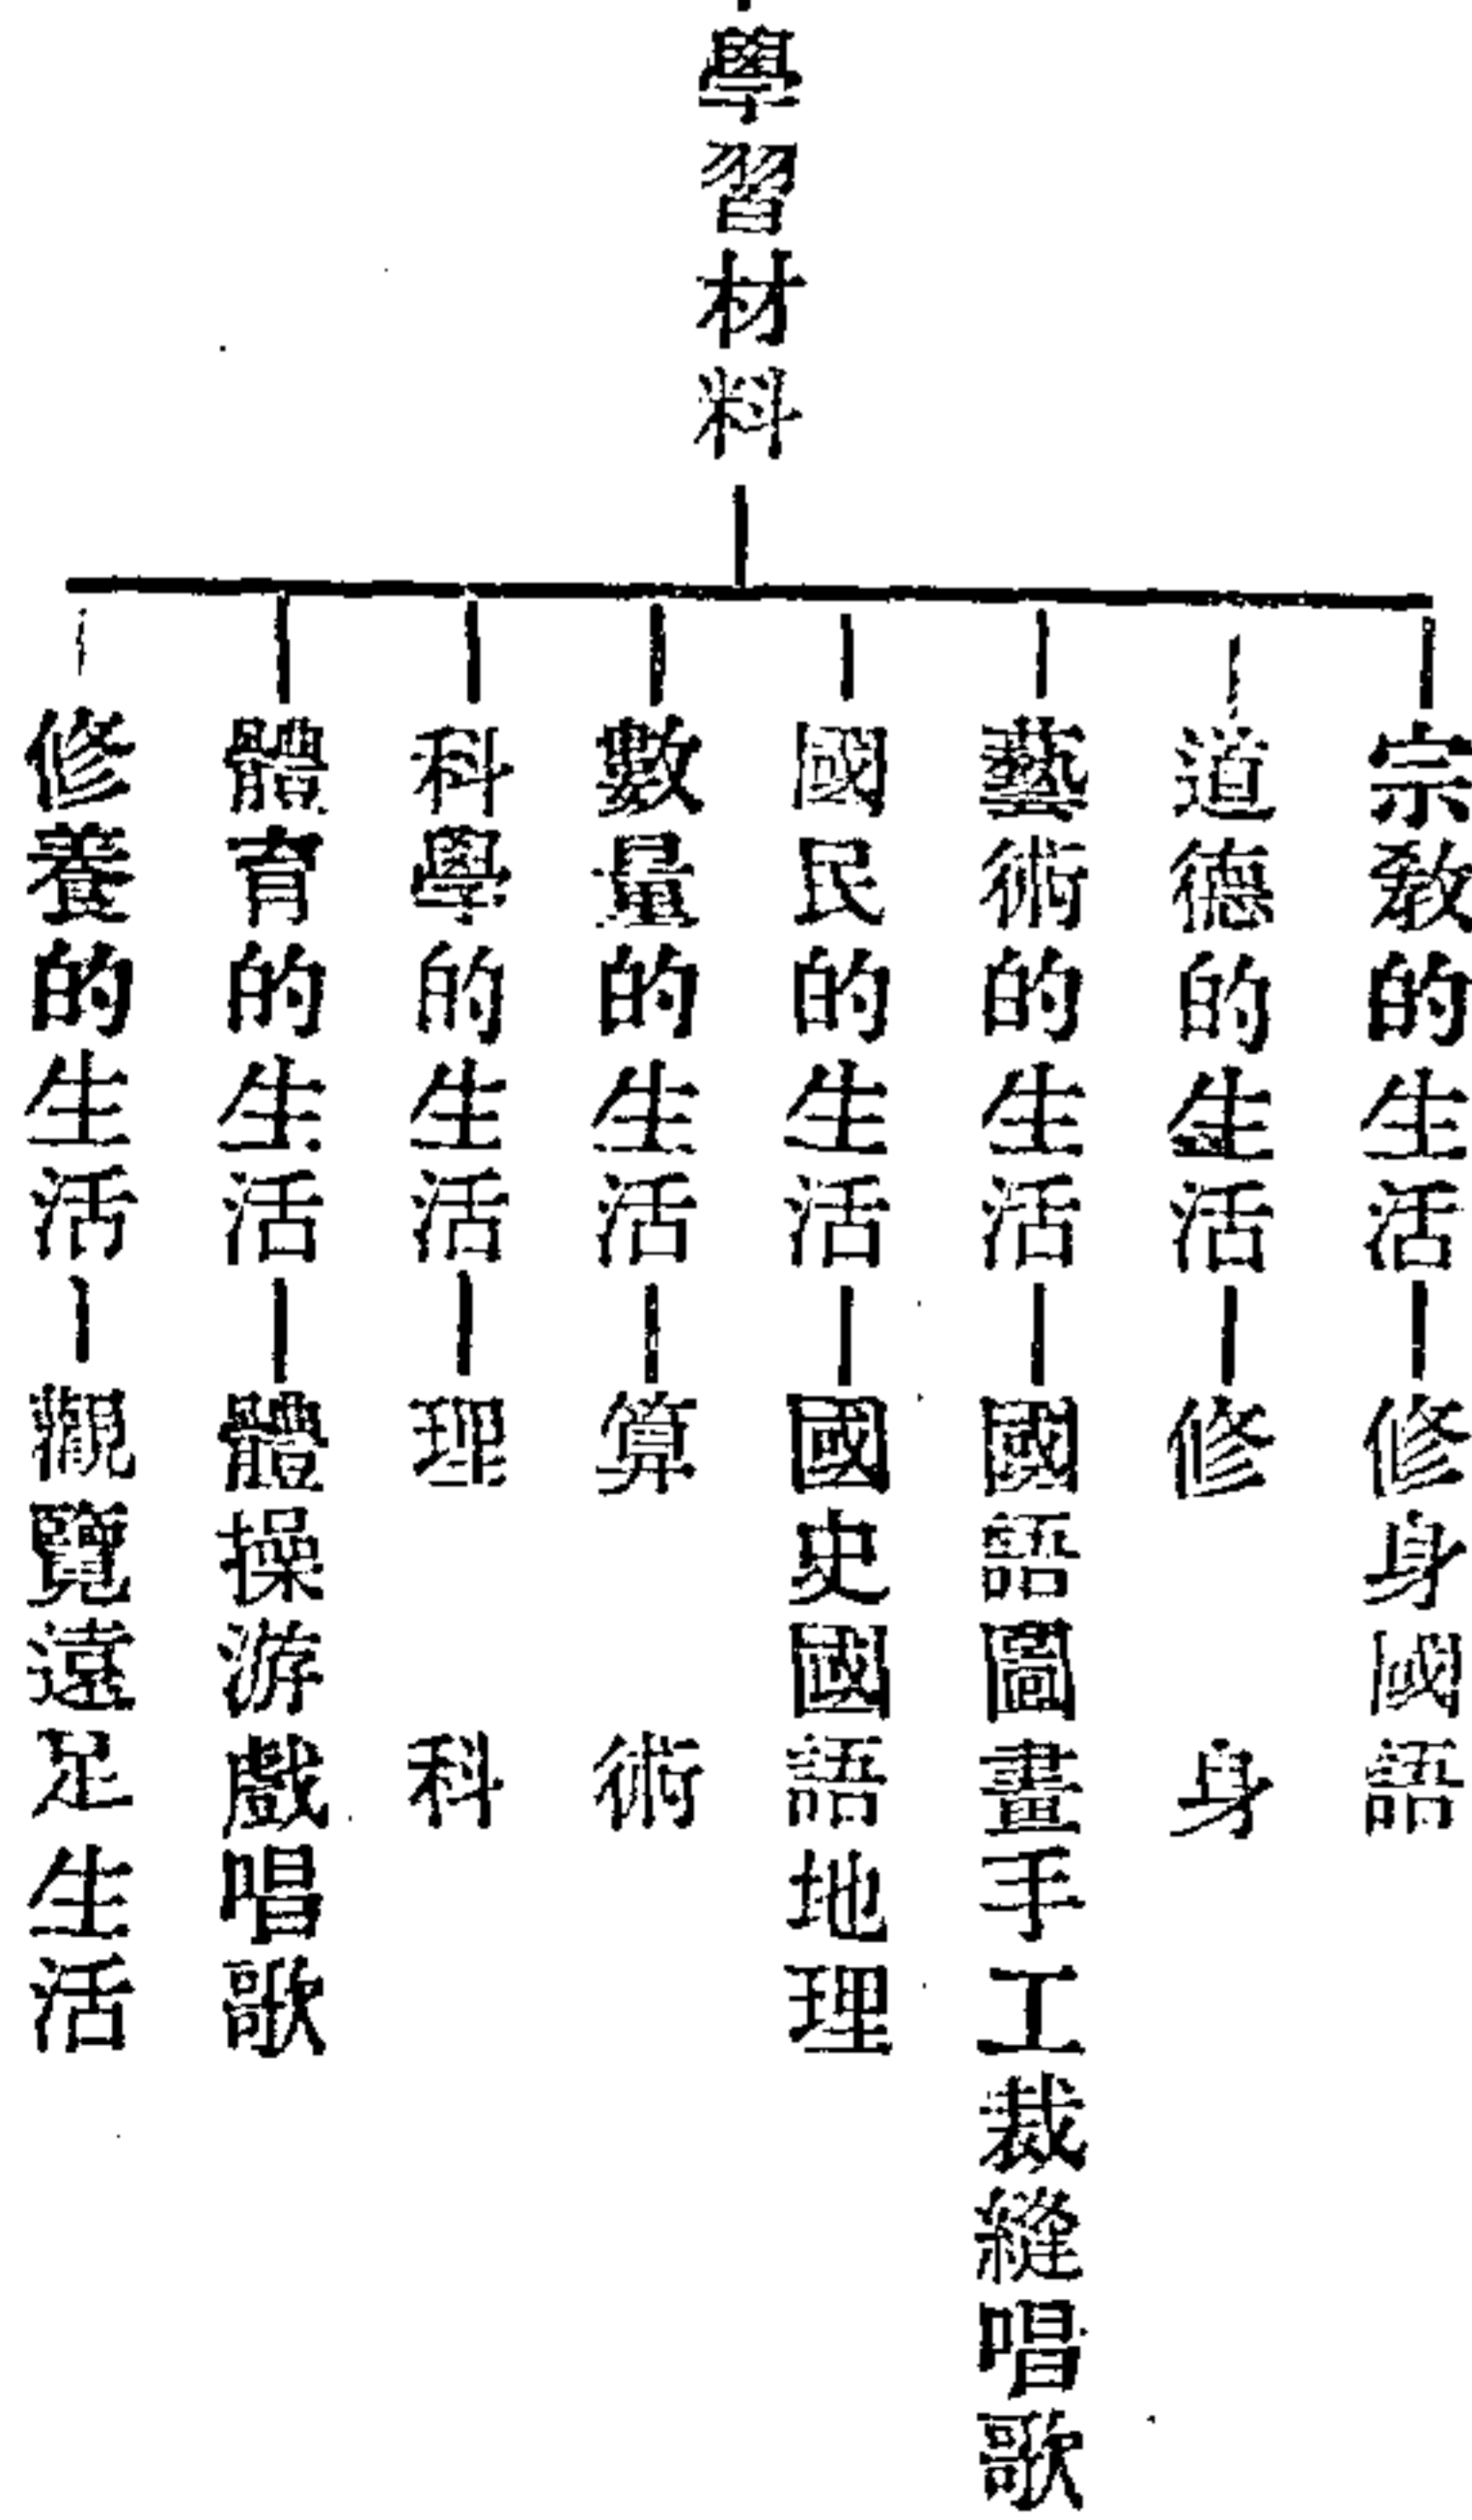 學習材料
宗教的生活
修身國語
道德的生活
修身
藝術的生活
國語圖畫手工裁縫唱歌
國民的生活
國史國語地理
數量的生活
算術
科學的生活
理科
體育的生活
體操游戲唱歌
修養的生活
觀覽遠足生活